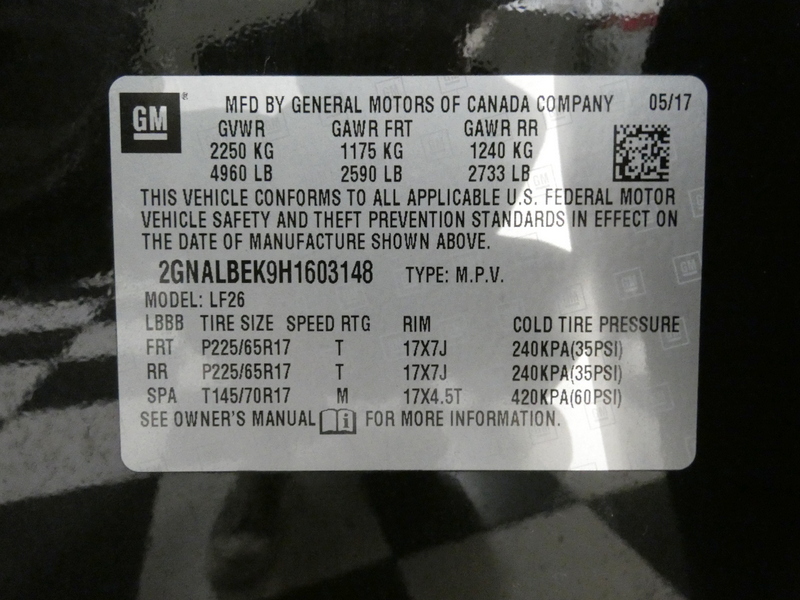 GM
MFD BY GENERAL MOTORS OF CANADA COMPANY 05/17
GVWR GAWR FRT GAWR RR
2250 KG 1175 KG 1240 KG
4960 LB 2590 LB 2733 LB
THIS VEHICLE CONFORMS TO ALL APPLICABLE U.S. FEDERAL MOTOR
VEHICLE SAFETY AND THEFT PREVENTION STANDARDS IN EFFECT ON
THE DATE OF MANUFACTURE SHOWN ABOVE.
2GNALBEK9H1603148 TYPE: M.P.V.
MODEL: LF26
LBBB TIRE SIZE SPEED RTG RIM COLD TIRE PRESSURE
FRT P225/65R17 T 17X7J 240KPA(35PSI)
RR P225/65R17 T 17X7J 240KPA(35PSI)
SPA T145/70R17 M 17X4.5T 420KPA(60PSI)
SEE OWNER'S MANUAL i FOR MORE INFORMATION.